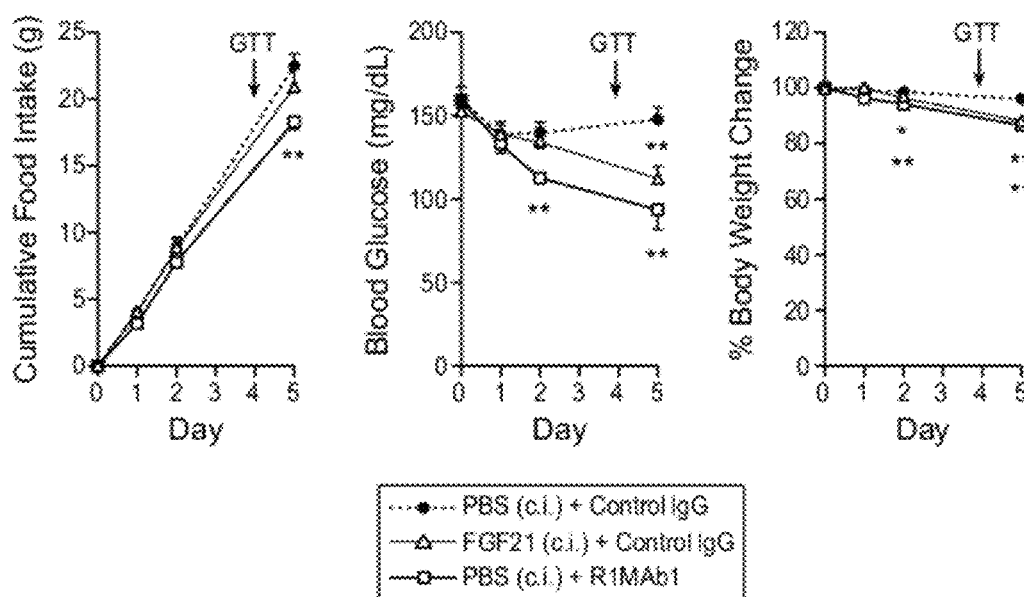 Cumulative Food Intake (g)
25
20
15
10
5
0
GTT
**
0 1 2 3 4 5
Day
Blood Glucose (mg/dL)
200
150
100
50
0
GTT
**
**
**
0 1 2 3 4 5
Day
% Body Weight Change
120
100
80
60
40
20
0
GTT
*
**
**
**
0 1 2 3 4 5
Day
PBS (c.i.) + Control IgG
FGF21 (c.i.) + Control IgG
PBS (c.i.) + R1MAb1